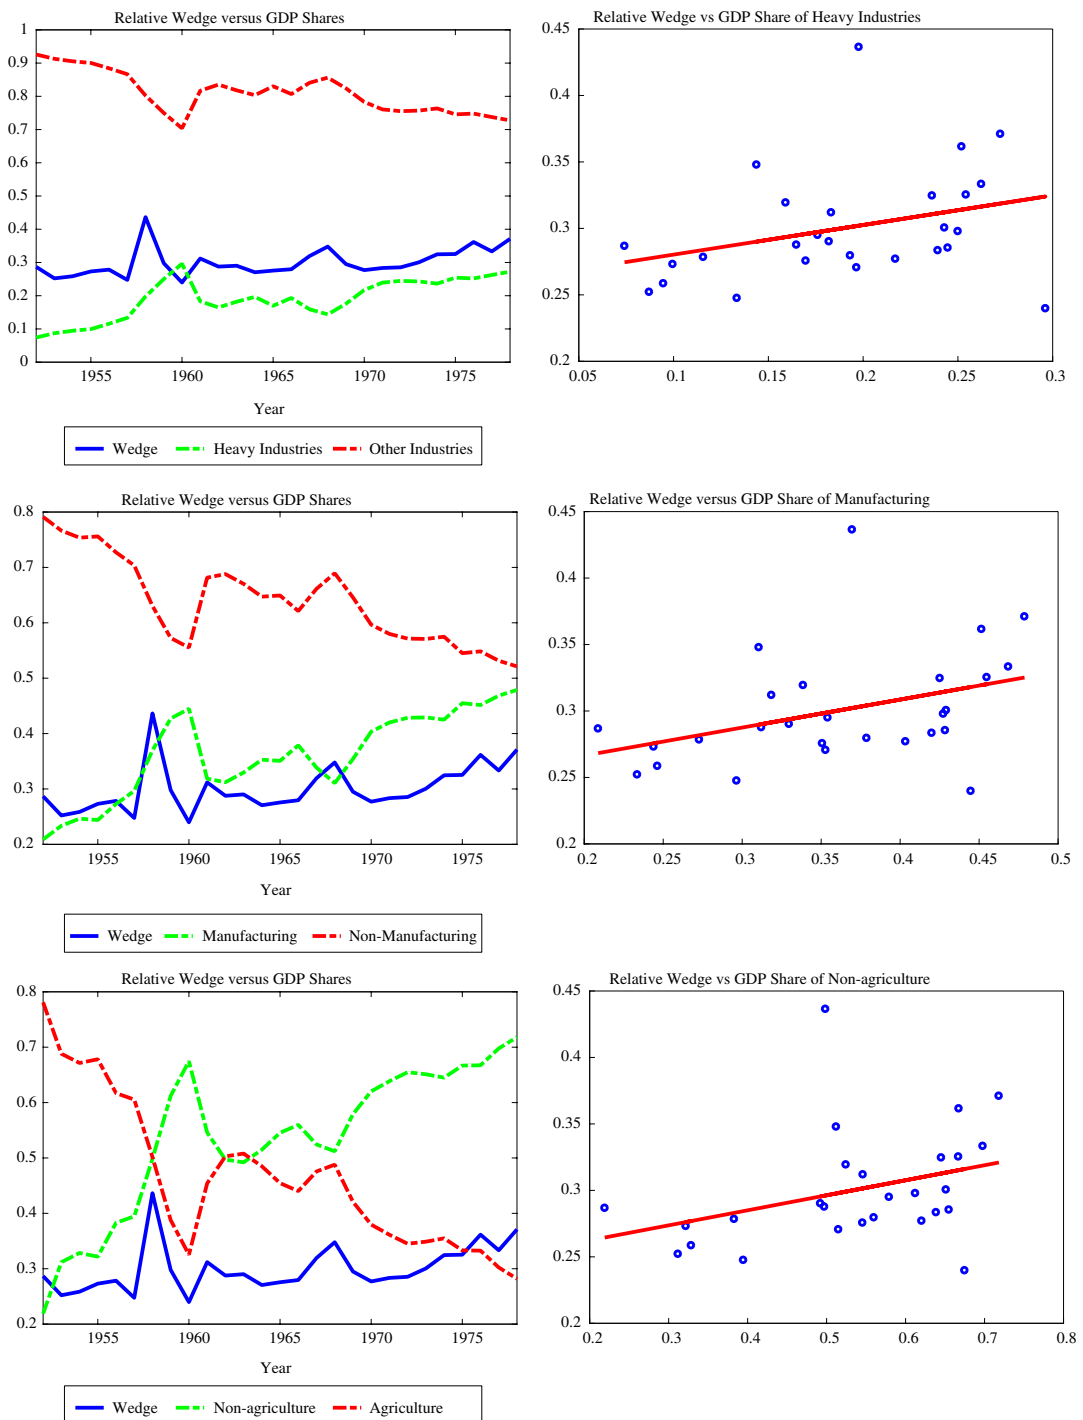 Relative Wedge versus GDP Shares
1
0.9
0.8
0.7
0.6
0.5
0.4
0.3
0.2
0.1
0
1955 1960 1965 1970 1975
Year
Wedge Heavy Industries Other Industries
Relative Wedge vs GDP Share of Heavy Industries
0.45
0.4
0.35
0.3
0.25
0.2
0.05 0.1 0.15 0.2 0.25 0.3
Relative Wedge versus GDP Shares
0.8
0.7
0.6
0.5
0.4
0.3
0.2
1955 1960 1965 1970 1975
Year
Wedge Manufacturing Non-Manufacturing
Relative Wedge versus GDP Share of Manufacturing
0.45
0.4
0.35
0.3
0.25
0.2
0.2 0.25 0.3 0.35 0.4 0.45 0.5
Relative Wedge versus GDP Shares
0.8
0.7
0.6
0.5
0.4
0.3
0.2
1955 1960 1965 1970 1975
Year
Wedge Non-agriculture Agriculture
Relative Wedge vs GDP Share of Non-agriculture
0.45
0.4
0.35
0.3
0.25
0.2
0.2 0.3 0.4 0.5 0.6 0.7 0.8